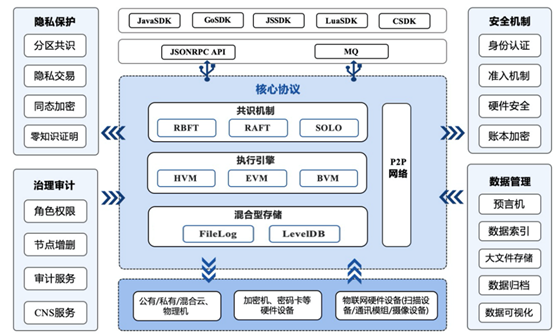 JavaSDK GoSDK JSSDK LuaSDK CSDK
JSONRPC API MQ
隐私保护
分区共识
隐私交易
同态加密
零知识证明
治理审计
角色权限
节点增删
审计服务
CNS服务
核心协议
共识机制
RBFT RAFT SOLO
执行引擎
HVM EVM BVM
混合型存储
FileLog LevelDB
P2P
网络
公有/私有/混合云、
物理机
加密机、密码卡等
硬件设备
物联网硬件设备(扫描设
备/通讯模组/摄像设备)
安全机制
身份认证
准入机制
硬件安全
账本加密
数据管理
预言机
数据索引
大文件存储
数据归档
数据可视化